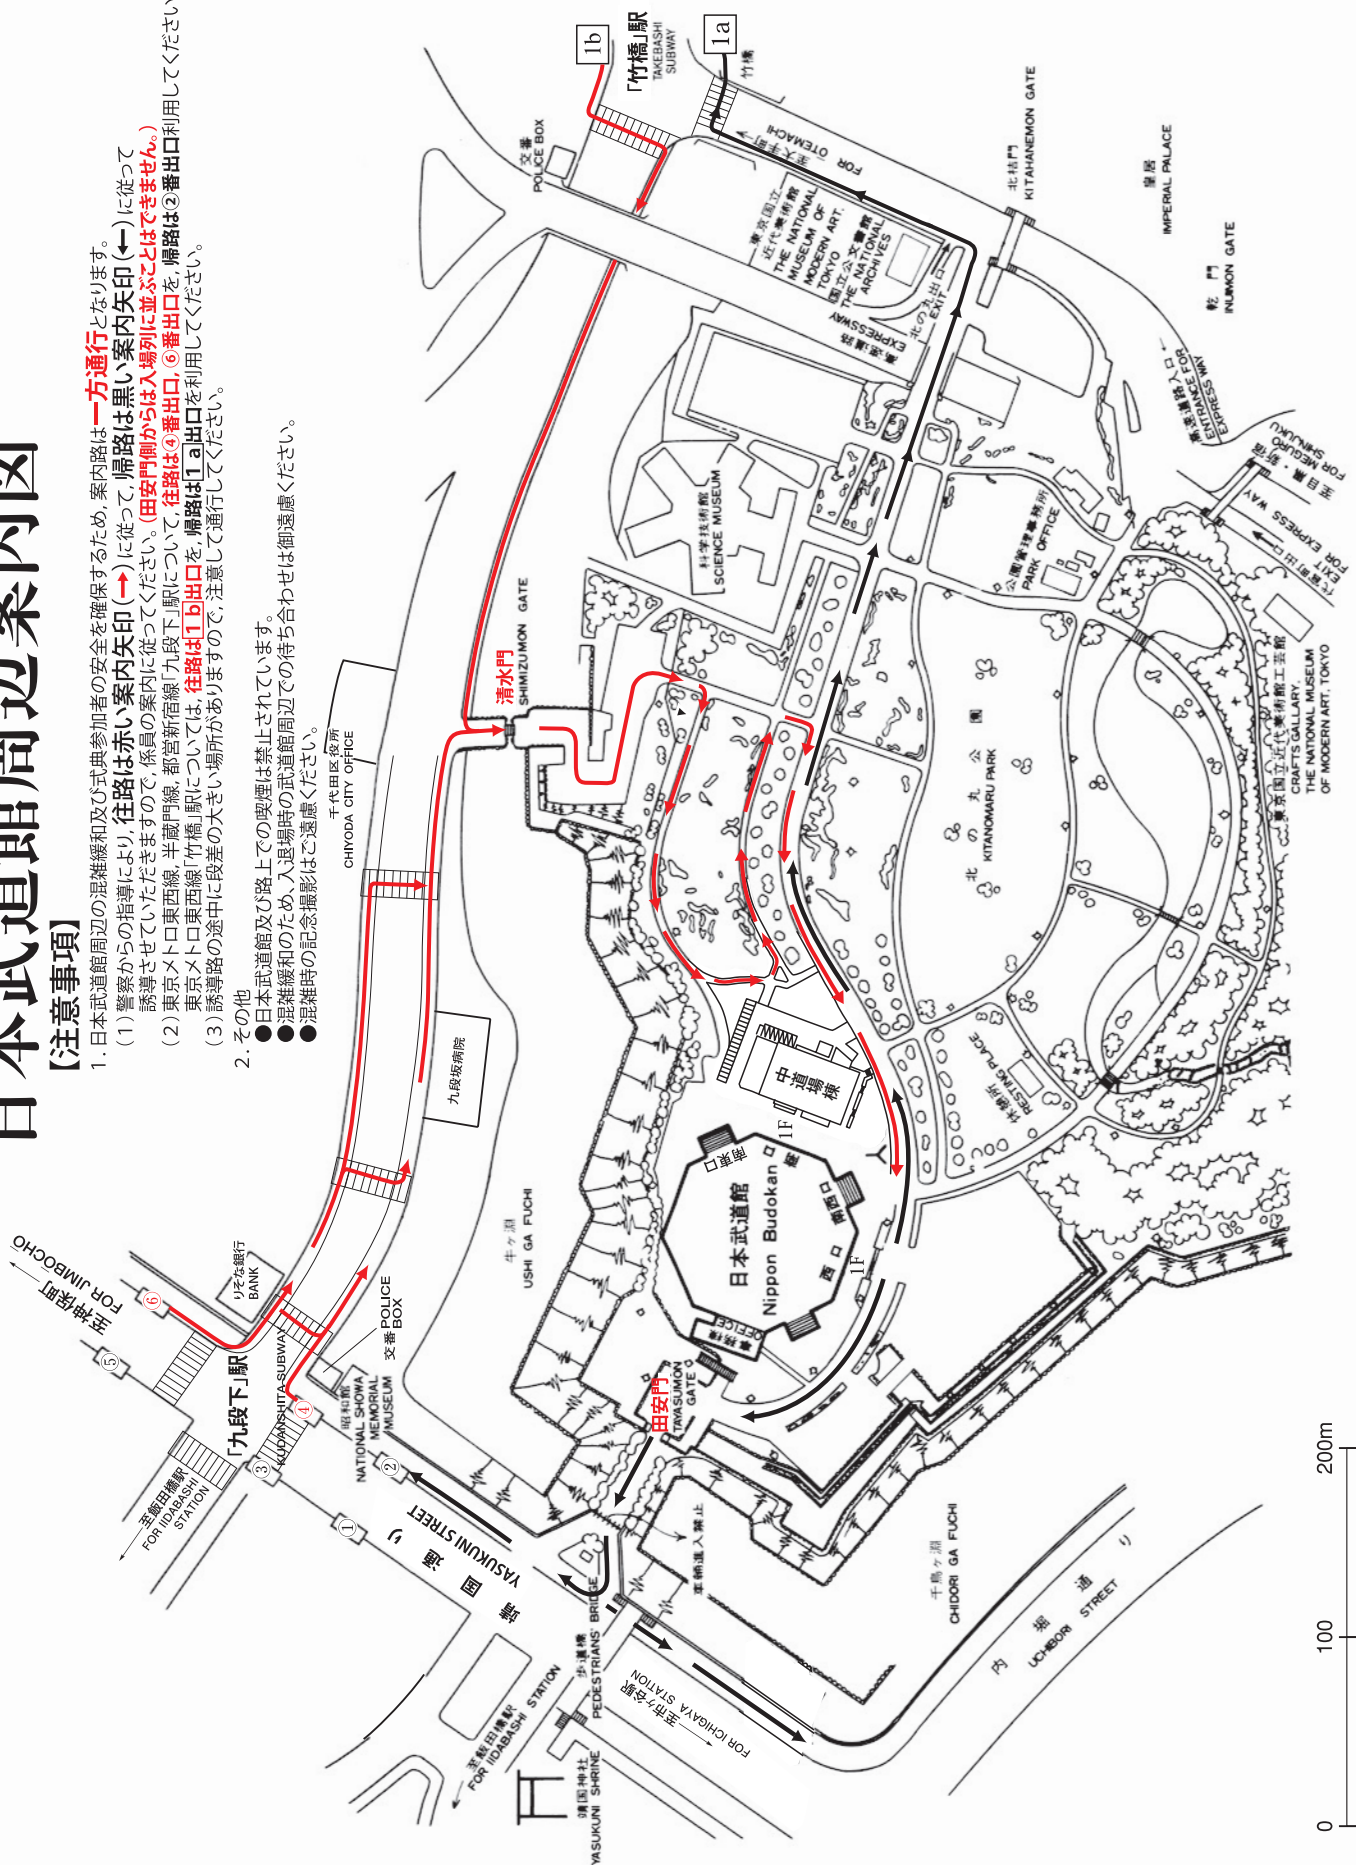 日本武道館周辺案内図
【注意事項】
1. 日本武道館周辺の混雑緩和及び式典参加者の安全を確保するため, 案内路は一方通行となります。
(1) 警察からの指導により, 往路は赤い案内矢印(→)に従って, 帰路は黒い案内矢印(←)に従って
誘導させていただきますので, 係員の案内に従ってください。(田安門側からは入場列に並ぶことはできません。)
(2) 東京メトロ東西線, 半蔵門線, 都営新宿線「九段下」駅について, 往路は④番出口, ⑥番出口を, 帰路は②番出口利用してください
東京メトロ東西線「竹橋」駅については, 往路は1b出口を, 帰路は1a出口を利用してください。
(3) 誘導路の途中に段差の大きい場所がありますので, 注意して通行してください。
2. その他
●日本武道館及び路上での喫煙は禁止されています。
●混雑緩和のため, 入退場時の武道館周辺での待ち合わせは御遠慮ください。
●混雑時の記念撮影はご遠慮ください。
至神保町
FOR JIMBOCHO
⑥
⑤
りそな銀行
BANK
「九段下」駅
KUDANSHITA SUBWAY
④
③
②
①
交番 POLICE
BOX
昭和館
NATIONAL SHOWA
MEMORIAL
MUSEUM
至飯田橋駅
FOR IIDABASHI
STATION
靖国通り
YASUKUNI STREET
九段坂病院
千代田区役所
CHIYODA CITY OFFICE
牛ヶ淵
USHI GA FUCHI
清水門
SHIMIZUMON GATE
交番
POLICE BOX
1b
「竹橋」駅
TAKEBASHI
SUBWAY
1a
竹橋
至大手町
FOR OTEMACHI
東京国立
近代美術館
THE NATIONAL
MUSEUM OF
MODERN ART,
TOKYO
国立公文書館
THE NATIONAL
ARCHIVES
高速道路
EXPRESSWAY
北の丸出口
EXIT
北桔門
KITAHANEMON GATE
皇居
IMPERIAL PALACE
乾門
INUIMON GATE
高速道路入口
ENTRANCE FOR
EXPRESS WAY
至目黒・新宿
FOR MEGURO
SHINJUKU
代官町出口
EXIT
FOR EXPRESS WAY
科学技術館
SCIENCE MUSEUM
公園管理事務所
PARK OFFICE
北の丸公園
KITANOMARU PARK
東京国立近代美術館工芸館
CRAFTS GALLARY,
THE NATIONAL MUSEUM
OF MODERN ART, TOKYO
休憩所
RESTING PLACE
中道場棟
1F
南東口
日本武道館
Nippon Budokan
南西口
西口
1F
事務棟
OFFICE
田安門
TAYASUMON
GATE
車輌進入禁止
歩道橋
PEDESTRIANS' BRIDGE
至飯田橋駅
FOR IIDABASHI STATION
靖国神社
YASUKUNI SHRINE
至市ヶ谷駅
FOR ICHIGAYA STATION
千鳥ヶ淵
CHIDORI GA FUCHI
内堀通り
UCHIBORI STREET
0 100 200m